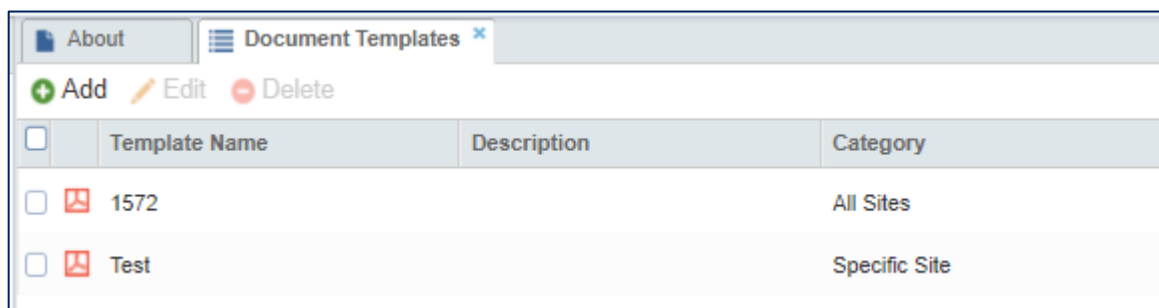 About Document Templates
Add Edit Delete
Template Name Description Category
1572 All Sites
Test Specific Site